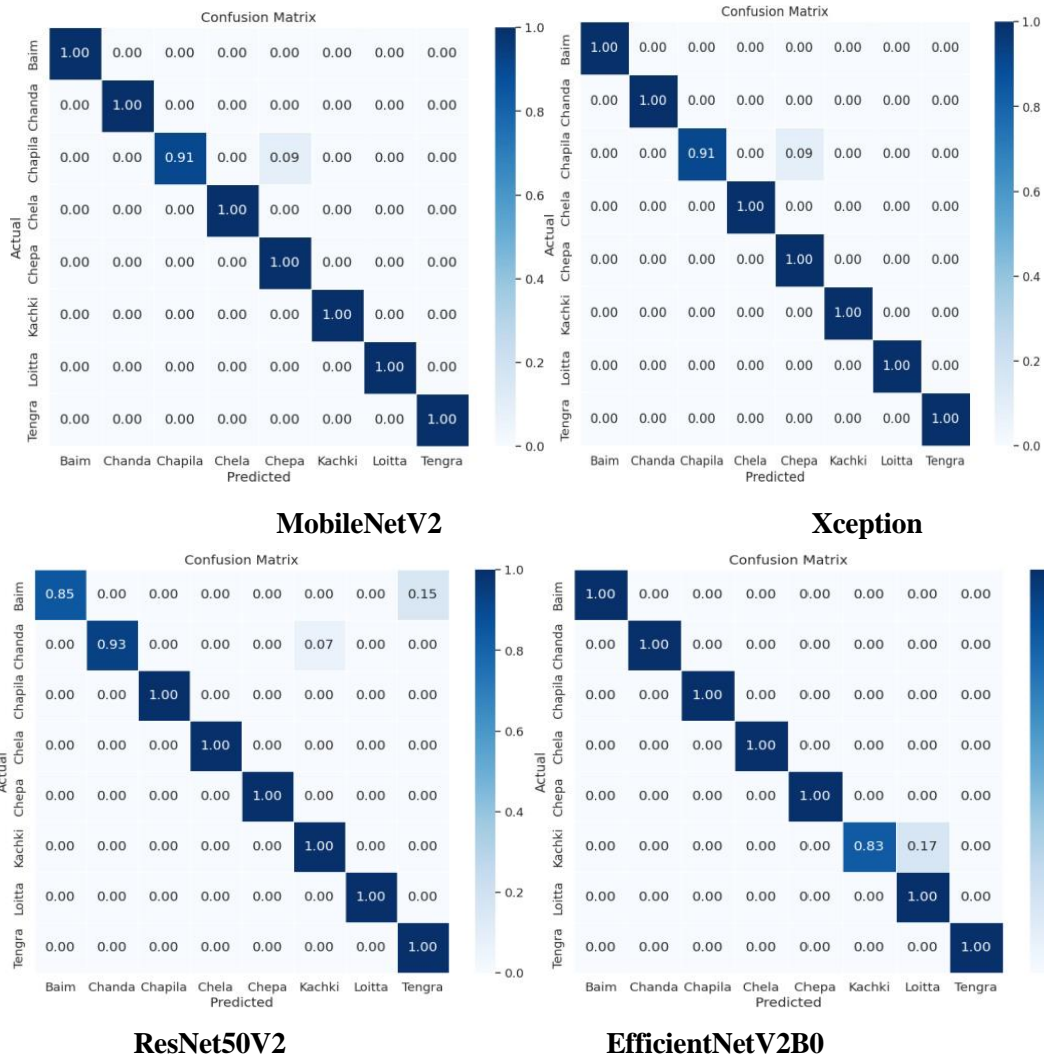 Confusion Matrix
1.0
Baim 1.00 0.00 0.00 0.00 0.00 0.00 0.00 0.00
Chanda 0.00 1.00 0.00 0.00 0.00 0.00 0.00 0.00
0.8
Chapila 0.00 0.00 0.91 0.00 0.09 0.00 0.00 0.00
0.6
Chela 0.00 0.00 0.00 1.00 0.00 0.00 0.00 0.00
Actual
Chepa 0.00 0.00 0.00 0.00 1.00 0.00 0.00 0.00
0.4
Kachki 0.00 0.00 0.00 0.00 0.00 1.00 0.00 0.00
0.2
Loitta 0.00 0.00 0.00 0.00 0.00 0.00 1.00 0.00
Tengra 0.00 0.00 0.00 0.00 0.00 0.00 0.00 1.00
0.0
Baim Chanda Chapila Chela Chepa Kachki Loitta Tengra
Predicted
MobileNetV2
Confusion Matrix
1.0
Baim 1.00 0.00 0.00 0.00 0.00 0.00 0.00 0.00
Chanda 0.00 1.00 0.00 0.00 0.00 0.00 0.00 0.00
0.8
Chapila 0.00 0.00 0.91 0.00 0.09 0.00 0.00 0.00
0.6
Chela 0.00 0.00 0.00 1.00 0.00 0.00 0.00 0.00
Actual
Chepa 0.00 0.00 0.00 0.00 1.00 0.00 0.00 0.00
0.4
Kachki 0.00 0.00 0.00 0.00 0.00 1.00 0.00 0.00
0.2
Loitta 0.00 0.00 0.00 0.00 0.00 0.00 1.00 0.00
Tengra 0.00 0.00 0.00 0.00 0.00 0.00 0.00 1.00
0.0
Baim Chanda Chapila Chela Chepa Kachki Loitta Tengra
Predicted
Xception
Confusion Matrix
1.0
Baim 0.85 0.00 0.00 0.00 0.00 0.00 0.00 0.15
Chanda 0.00 0.93 0.00 0.00 0.00 0.07 0.00 0.00
0.8
Chapila 0.00 0.00 1.00 0.00 0.00 0.00 0.00 0.00
0.6
Chela 0.00 0.00 0.00 1.00 0.00 0.00 0.00 0.00
Actual
Chepa 0.00 0.00 0.00 0.00 1.00 0.00 0.00 0.00
0.4
Kachki 0.00 0.00 0.00 0.00 0.00 1.00 0.00 0.00
0.2
Loitta 0.00 0.00 0.00 0.00 0.00 0.00 1.00 0.00
Tengra 0.00 0.00 0.00 0.00 0.00 0.00 0.00 1.00
0.0
Baim Chanda Chapila Chela Chepa Kachki Loitta Tengra
Predicted
ResNet50V2
Confusion Matrix
Baim 1.00 0.00 0.00 0.00 0.00 0.00 0.00 0.00
Chanda 0.00 1.00 0.00 0.00 0.00 0.00 0.00 0.00
Chapila 0.00 0.00 1.00 0.00 0.00 0.00 0.00 0.00
Chela 0.00 0.00 0.00 1.00 0.00 0.00 0.00 0.00
Actual
Chepa 0.00 0.00 0.00 0.00 1.00 0.00 0.00 0.00
Kachki 0.00 0.00 0.00 0.00 0.00 0.83 0.17 0.00
Loitta 0.00 0.00 0.00 0.00 0.00 0.00 1.00 0.00
Tengra 0.00 0.00 0.00 0.00 0.00 0.00 0.00 1.00
Baim Chanda Chapila Chela Chepa Kachki Loitta Tengra
Predicted
EfficientNetV2B0